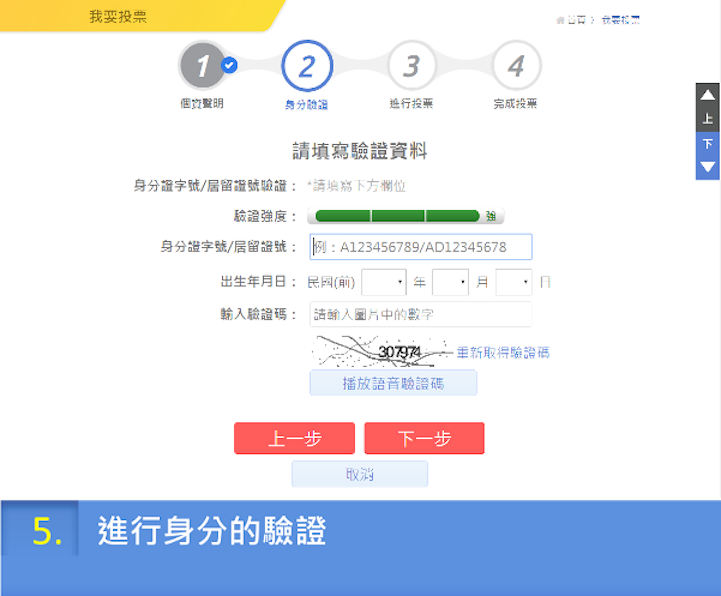 我要投票
首頁 》 我要投票
1 2 3 4
個資聲明 身分驗證 進行投票 完成投票
上
下
請填寫驗證資料
身分證字號/居留證號驗證： *請填寫下方欄位
驗證強度： 強
身分證字號/居留證號： 例：A123456789/AD12345678
出生年月日： 民國(前) 年 月 日
輸入驗證碼： 請輸入圖片中的數字
307974 重新取得驗證碼
播放語音驗證碼
上一步 下一步
取消
5. 進行身分的驗證